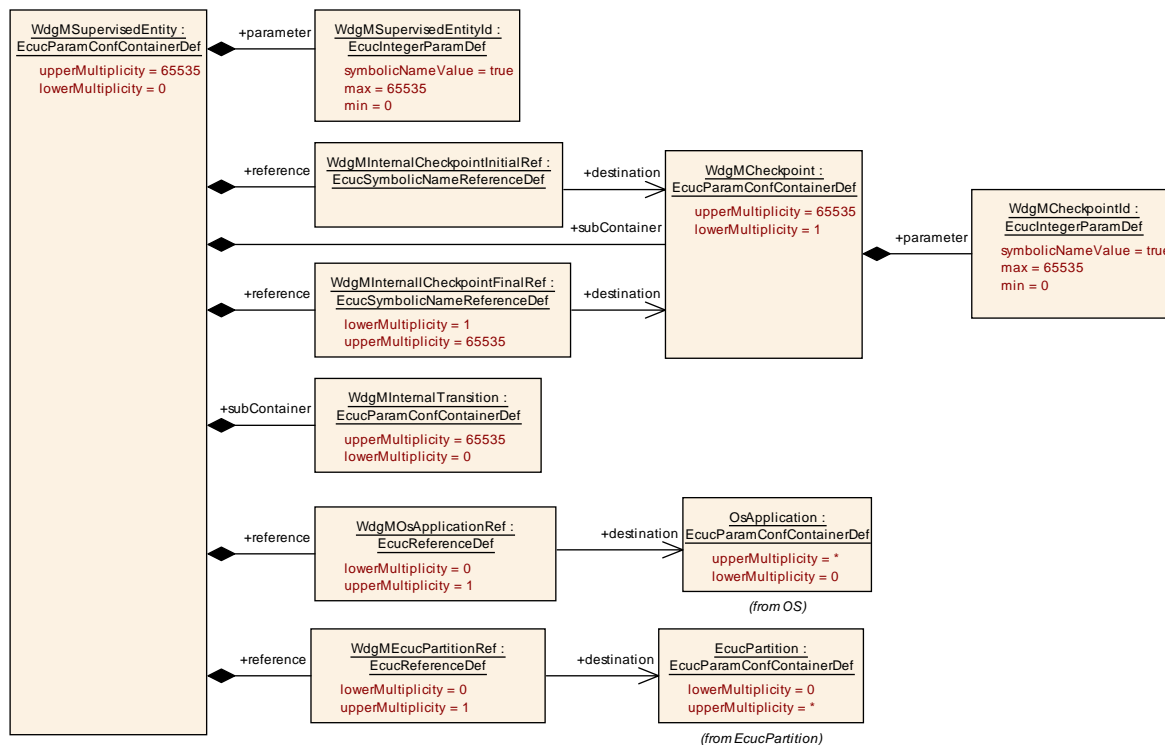 WdgMSupervisedEntity :
EcucParamConfContainerDef
upperMultiplicity = 65535
lowerMultiplicity = 0
+parameter
WdgMSupervisedEntityId :
EcucIntegerParamDef
symbolicNameValue = true
max = 65535
min = 0
+reference
WdgMInternalCheckpointInitialRef :
EcucSymbolicNameReferenceDef
+destination
WdgMCheckpoint :
EcucParamConfContainerDef
upperMultiplicity = 65535
lowerMultiplicity = 1
+subContainer
+parameter
WdgMCheckpointId :
EcucIntegerParamDef
symbolicNameValue = true
max = 65535
min = 0
+reference
WdgMInternallCheckpointFinalRef :
EcucSymbolicNameReferenceDef
lowerMultiplicity = 1
upperMultiplicity = 65535
+destination
+subContainer
WdgMInternalTransition :
EcucParamConfContainerDef
upperMultiplicity = 65535
lowerMultiplicity = 0
+reference
WdgMOsApplicationRef :
EcucReferenceDef
lowerMultiplicity = 0
upperMultiplicity = 1
+destination
OsApplication :
EcucParamConfContainerDef
upperMultiplicity = *
lowerMultiplicity = 0
(from OS)
+reference
WdgMEcucPartitionRef :
EcucReferenceDef
lowerMultiplicity = 0
upperMultiplicity = 1
+destination
EcucPartition :
EcucParamConfContainerDef
lowerMultiplicity = 0
upperMultiplicity = *
(from EcucPartition)